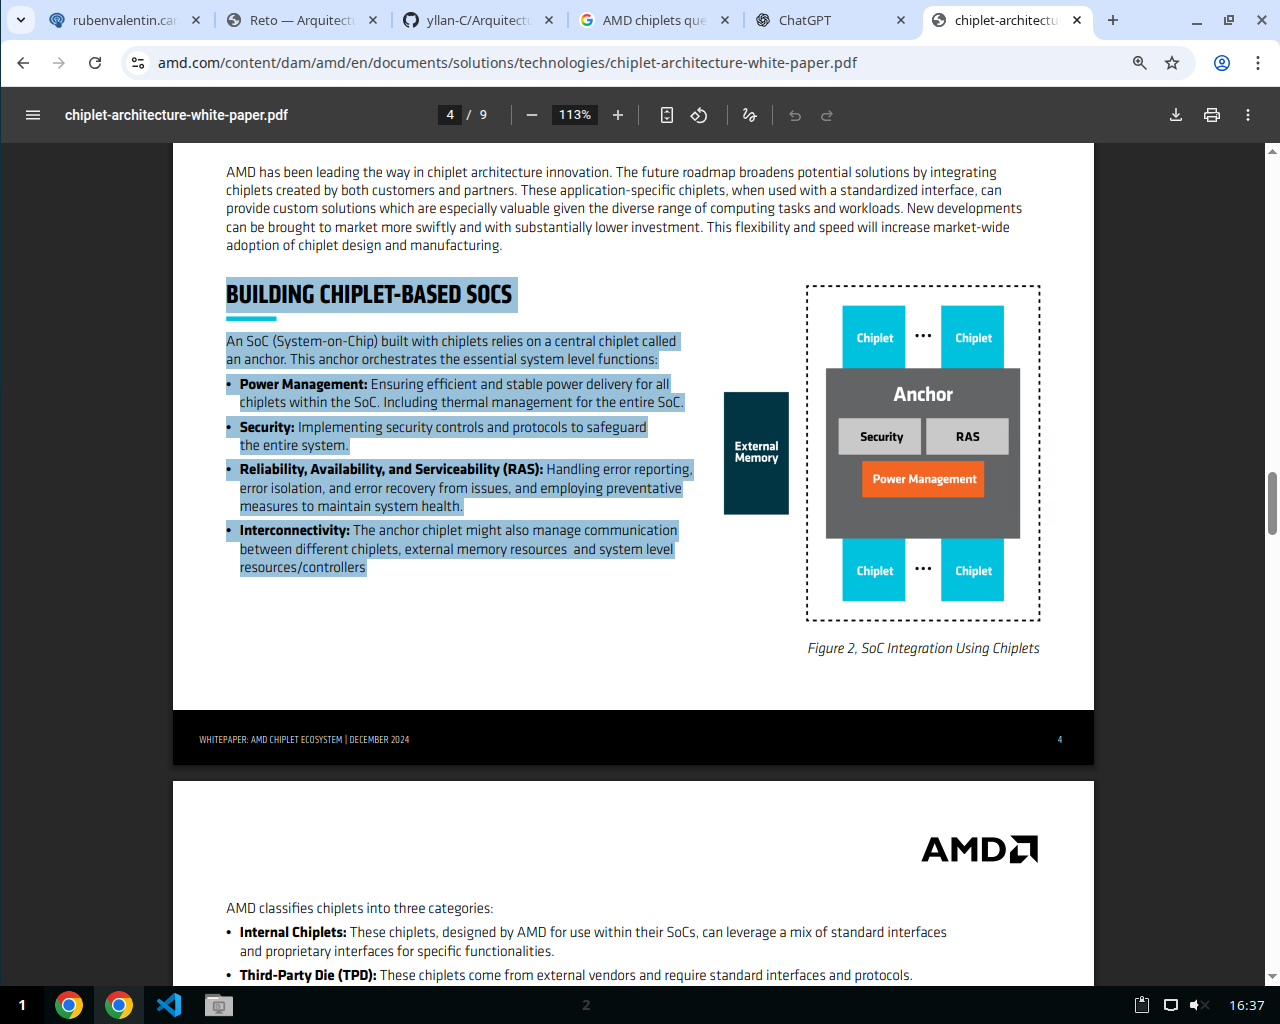 rubenvalentin.car
Reto — Arquitectu
yllan-C/Arquitectu
AMD chiplets que
ChatGPT
chiplet-architectu
amd.com/content/dam/amd/en/documents/solutions/technologies/chiplet-architecture-white-paper.pdf
chiplet-architecture-white-paper.pdf
4 / 9
113%
AMD has been leading the way in chiplet architecture innovation. The future roadmap broadens potential solutions by integrating
chiplets created by both customers and partners. These application-specific chiplets, when used with a standardized interface, can
provide custom solutions which are especially valuable given the diverse range of computing tasks and workloads. New developments
can be brought to market more swiftly and with substantially lower investment. This flexibility and speed will increase market-wide
adoption of chiplet design and manufacturing.
BUILDING CHIPLET-BASED SOCS
An SoC (System-on-Chip) built with chiplets relies on a central chiplet called
an anchor. This anchor orchestrates the essential system level functions:
• Power Management: Ensuring efficient and stable power delivery for all
chiplets within the SoC. Including thermal management for the entire SoC.
• Security: Implementing security controls and protocols to safeguard
the entire system.
• Reliability, Availability, and Serviceability (RAS): Handling error reporting,
error isolation, and error recovery from issues, and employing preventative
measures to maintain system health.
• Interconnectivity: The anchor chiplet might also manage communication
between different chiplets, external memory resources and system level
resources/controllers
External
Memory
Chiplet ••• Chiplet
Anchor
Security
RAS
Power Management
Chiplet ••• Chiplet
Figure 2, SoC Integration Using Chiplets
WHITEPAPER: AMD CHIPLET ECOSYSTEM | DECEMBER 2024
4
AMD
AMD classifies chiplets into three categories:
• Internal Chiplets: These chiplets, designed by AMD for use within their SoCs, can leverage a mix of standard interfaces
and proprietary interfaces for specific functionalities.
• Third-Party Die (TPD): These chiplets come from external vendors and require standard interfaces and protocols.
1
2
16:37